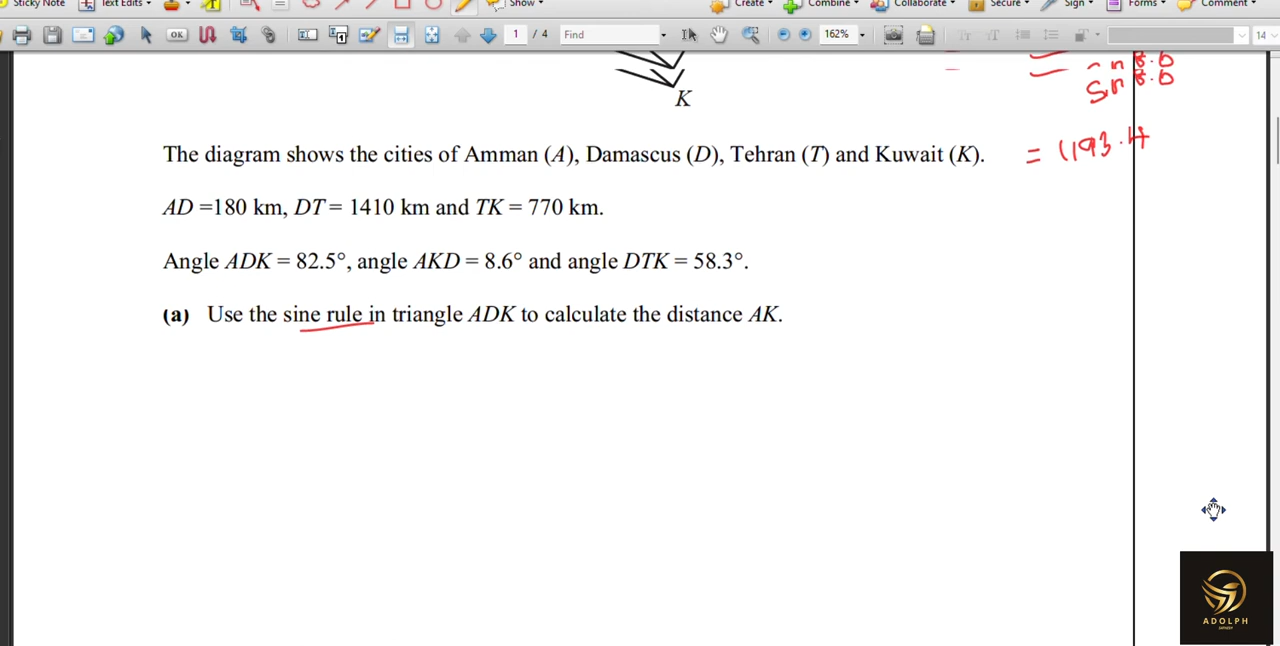 Sticky Note Text Edits Show Create Combine Collaborate Secure Sign Forms Comment
OK 1 / 4 Find 162% 14
K
Sin 8.6
= 1193.4
The diagram shows the cities of Amman (A), Damascus (D), Tehran (T) and Kuwait (K).
AD =180 km, DT = 1410 km and TK = 770 km.
Angle ADK = 82.5°, angle AKD = 8.6° and angle DTK = 58.3°.
(a) Use the sine rule in triangle ADK to calculate the distance AK.
ADOLPH